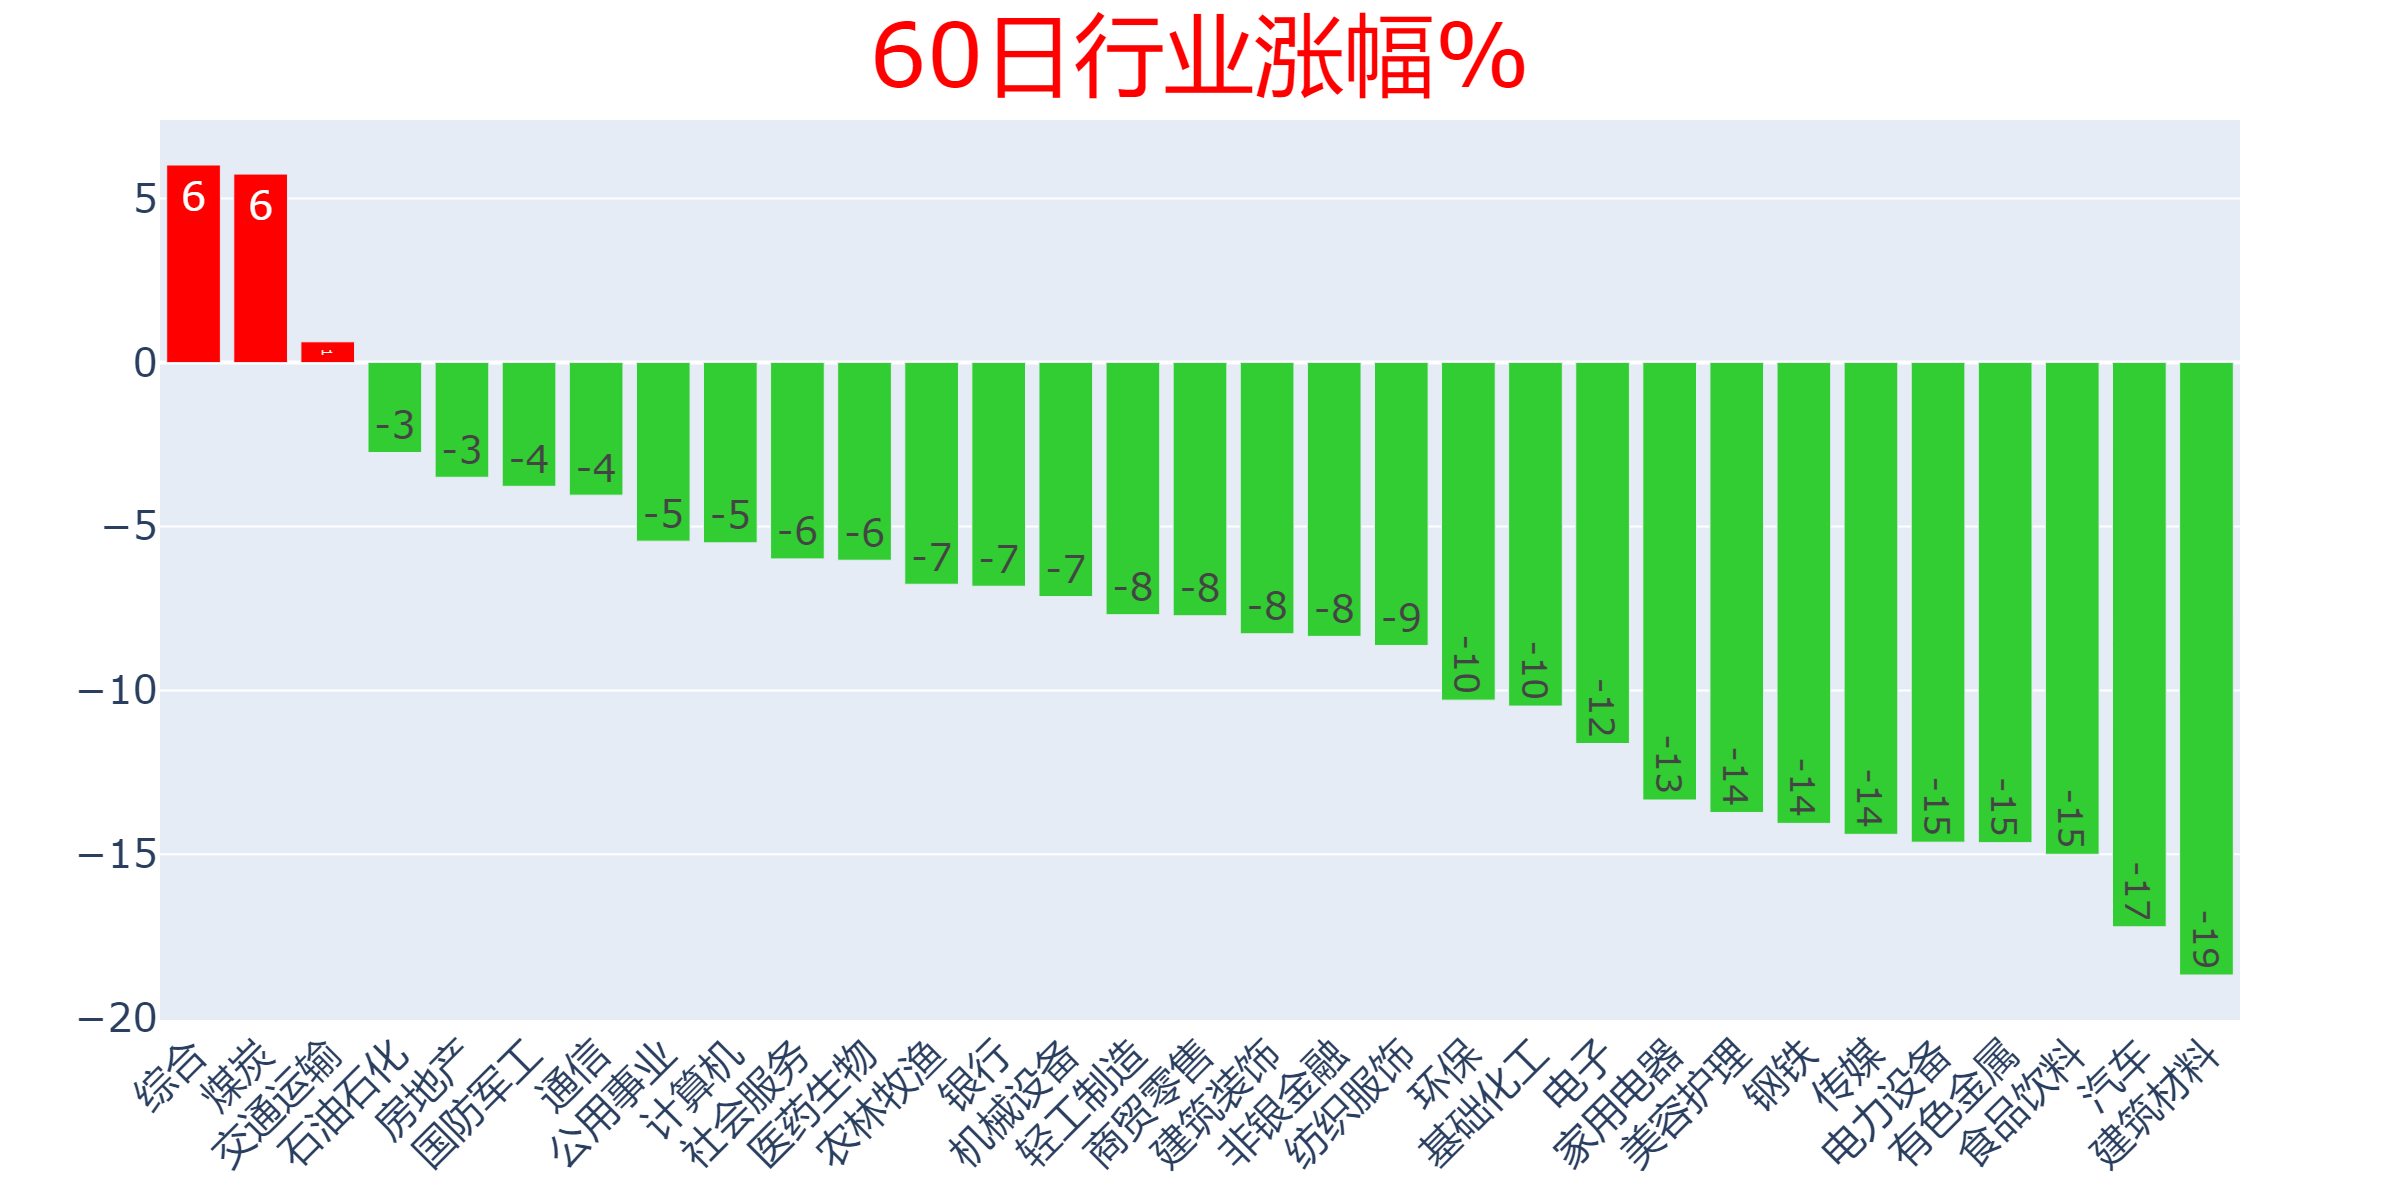 60日行业涨幅%
5
0
−5
−10
−15
−20
6
6
1
-3
-3
-4
-4
-5
-5
-6
-6
-7
-7
-7
-8
-8
-8
-8
-9
-10
-10
-12
-13
-14
-14
-14
-15
-15
-15
-17
-19
综合
煤炭
交通运输
石油石化
房地产
国防军工
通信
公用事业
计算机
社会服务
医药生物
农林牧渔
银行
机械设备
轻工制造
商贸零售
建筑装饰
非银金融
纺织服饰
环保
基础化工
电子
家用电器
美容护理
钢铁
传媒
电力设备
有色金属
食品饮料
汽车
建筑材料